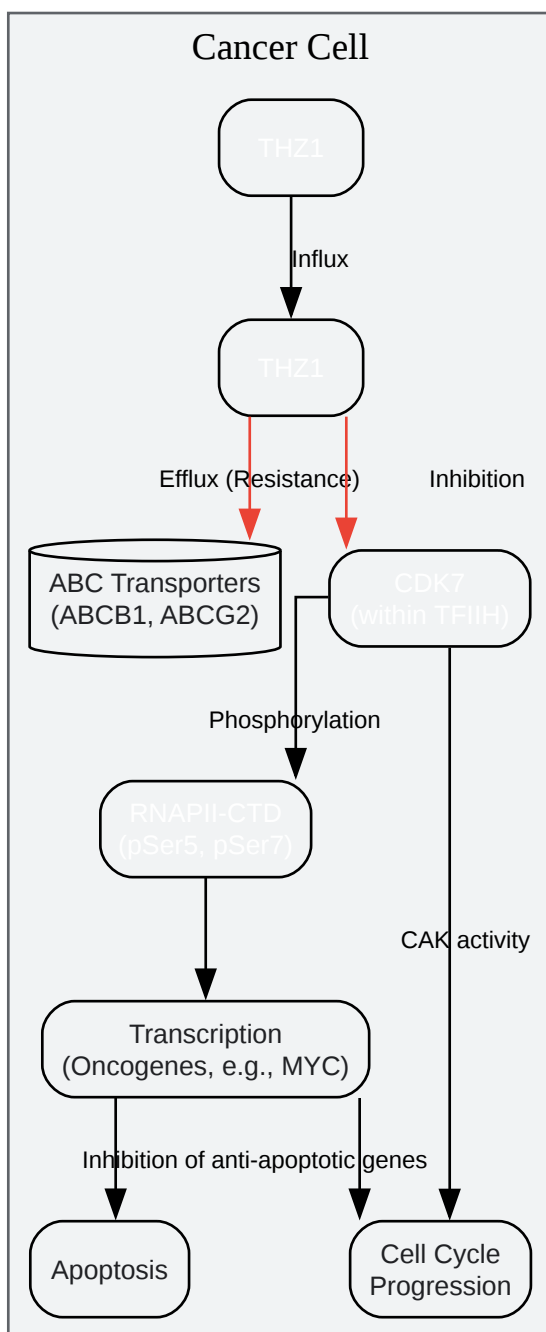 Cancer Cell
THZ1
Influx
THZ1
Efflux (Resistance)
Inhibition
ABC Transporters
(ABCB1, ABCG2)
CDK7
(within TFIIH)
Phosphorylation
RNAPII-CTD
(pSer5, pSer7)
CAK activity
Transcription
(Oncogenes, e.g., MYC)
Inhibition of anti-apoptotic genes
Apoptosis
Cell Cycle
Progression